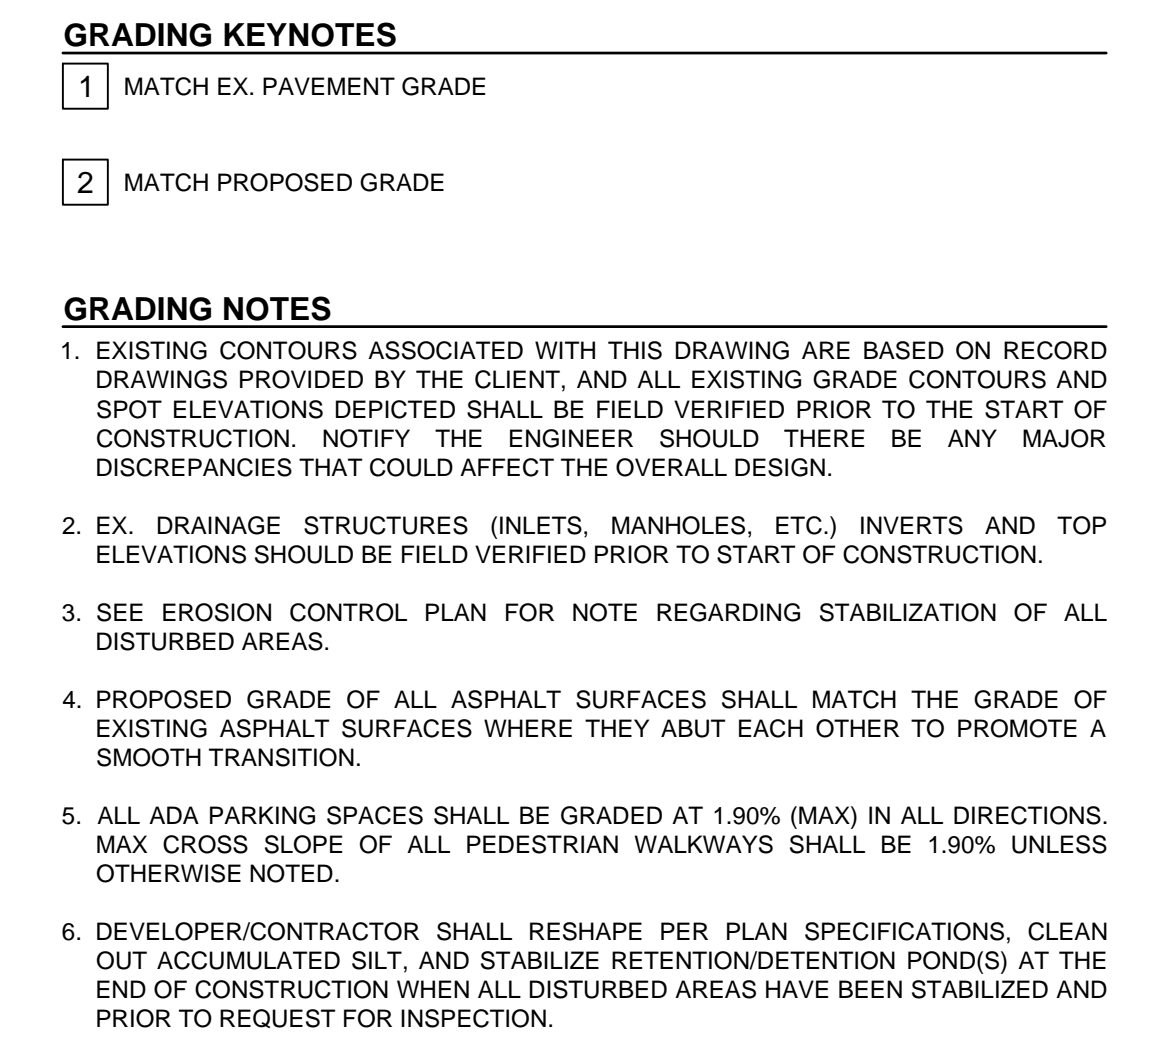 GRADING KEYNOTES
1 MATCH EX. PAVEMENT GRADE
2 MATCH PROPOSED GRADE
GRADING NOTES
1. EXISTING CONTOURS ASSOCIATED WITH THIS DRAWING ARE BASED ON RECORD
DRAWINGS PROVIDED BY THE CLIENT, AND ALL EXISTING GRADE CONTOURS AND
SPOT ELEVATIONS DEPICTED SHALL BE FIELD VERIFIED PRIOR TO THE START OF
CONSTRUCTION. NOTIFY THE ENGINEER SHOULD THERE BE ANY MAJOR
DISCREPANCIES THAT COULD AFFECT THE OVERALL DESIGN.
2. EX. DRAINAGE STRUCTURES (INLETS, MANHOLES, ETC.) INVERTS AND TOP
ELEVATIONS SHOULD BE FIELD VERIFIED PRIOR TO START OF CONSTRUCTION.
3. SEE EROSION CONTROL PLAN FOR NOTE REGARDING STABILIZATION OF ALL
DISTURBED AREAS.
4. PROPOSED GRADE OF ALL ASPHALT SURFACES SHALL MATCH THE GRADE OF
EXISTING ASPHALT SURFACES WHERE THEY ABUT EACH OTHER TO PROMOTE A
SMOOTH TRANSITION.
5. ALL ADA PARKING SPACES SHALL BE GRADED AT 1.90% (MAX) IN ALL DIRECTIONS.
MAX CROSS SLOPE OF ALL PEDESTRIAN WALKWAYS SHALL BE 1.90% UNLESS
OTHERWISE NOTED.
6. DEVELOPER/CONTRACTOR SHALL RESHAPE PER PLAN SPECIFICATIONS, CLEAN
OUT ACCUMULATED SILT, AND STABILIZE RETENTION/DETENTION POND(S) AT THE
END OF CONSTRUCTION WHEN ALL DISTURBED AREAS HAVE BEEN STABILIZED AND
PRIOR TO REQUEST FOR INSPECTION.